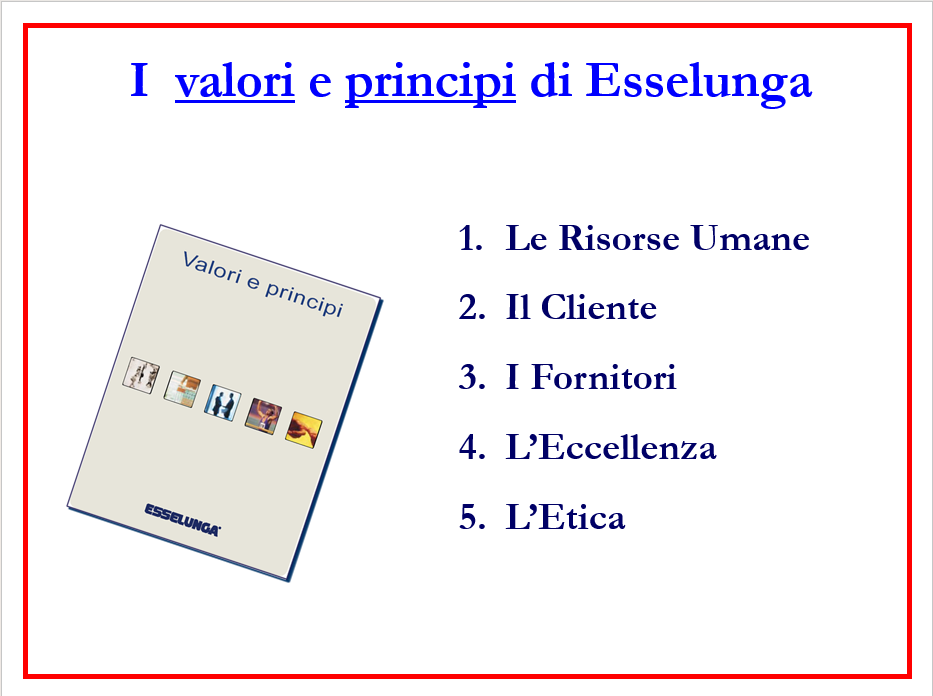 I valori e principi di Esselunga
Valori e principi
ESSELUNGA
1. Le Risorse Umane
2. Il Cliente
3. I Fornitori
4. L’Eccellenza
5. L’Etica